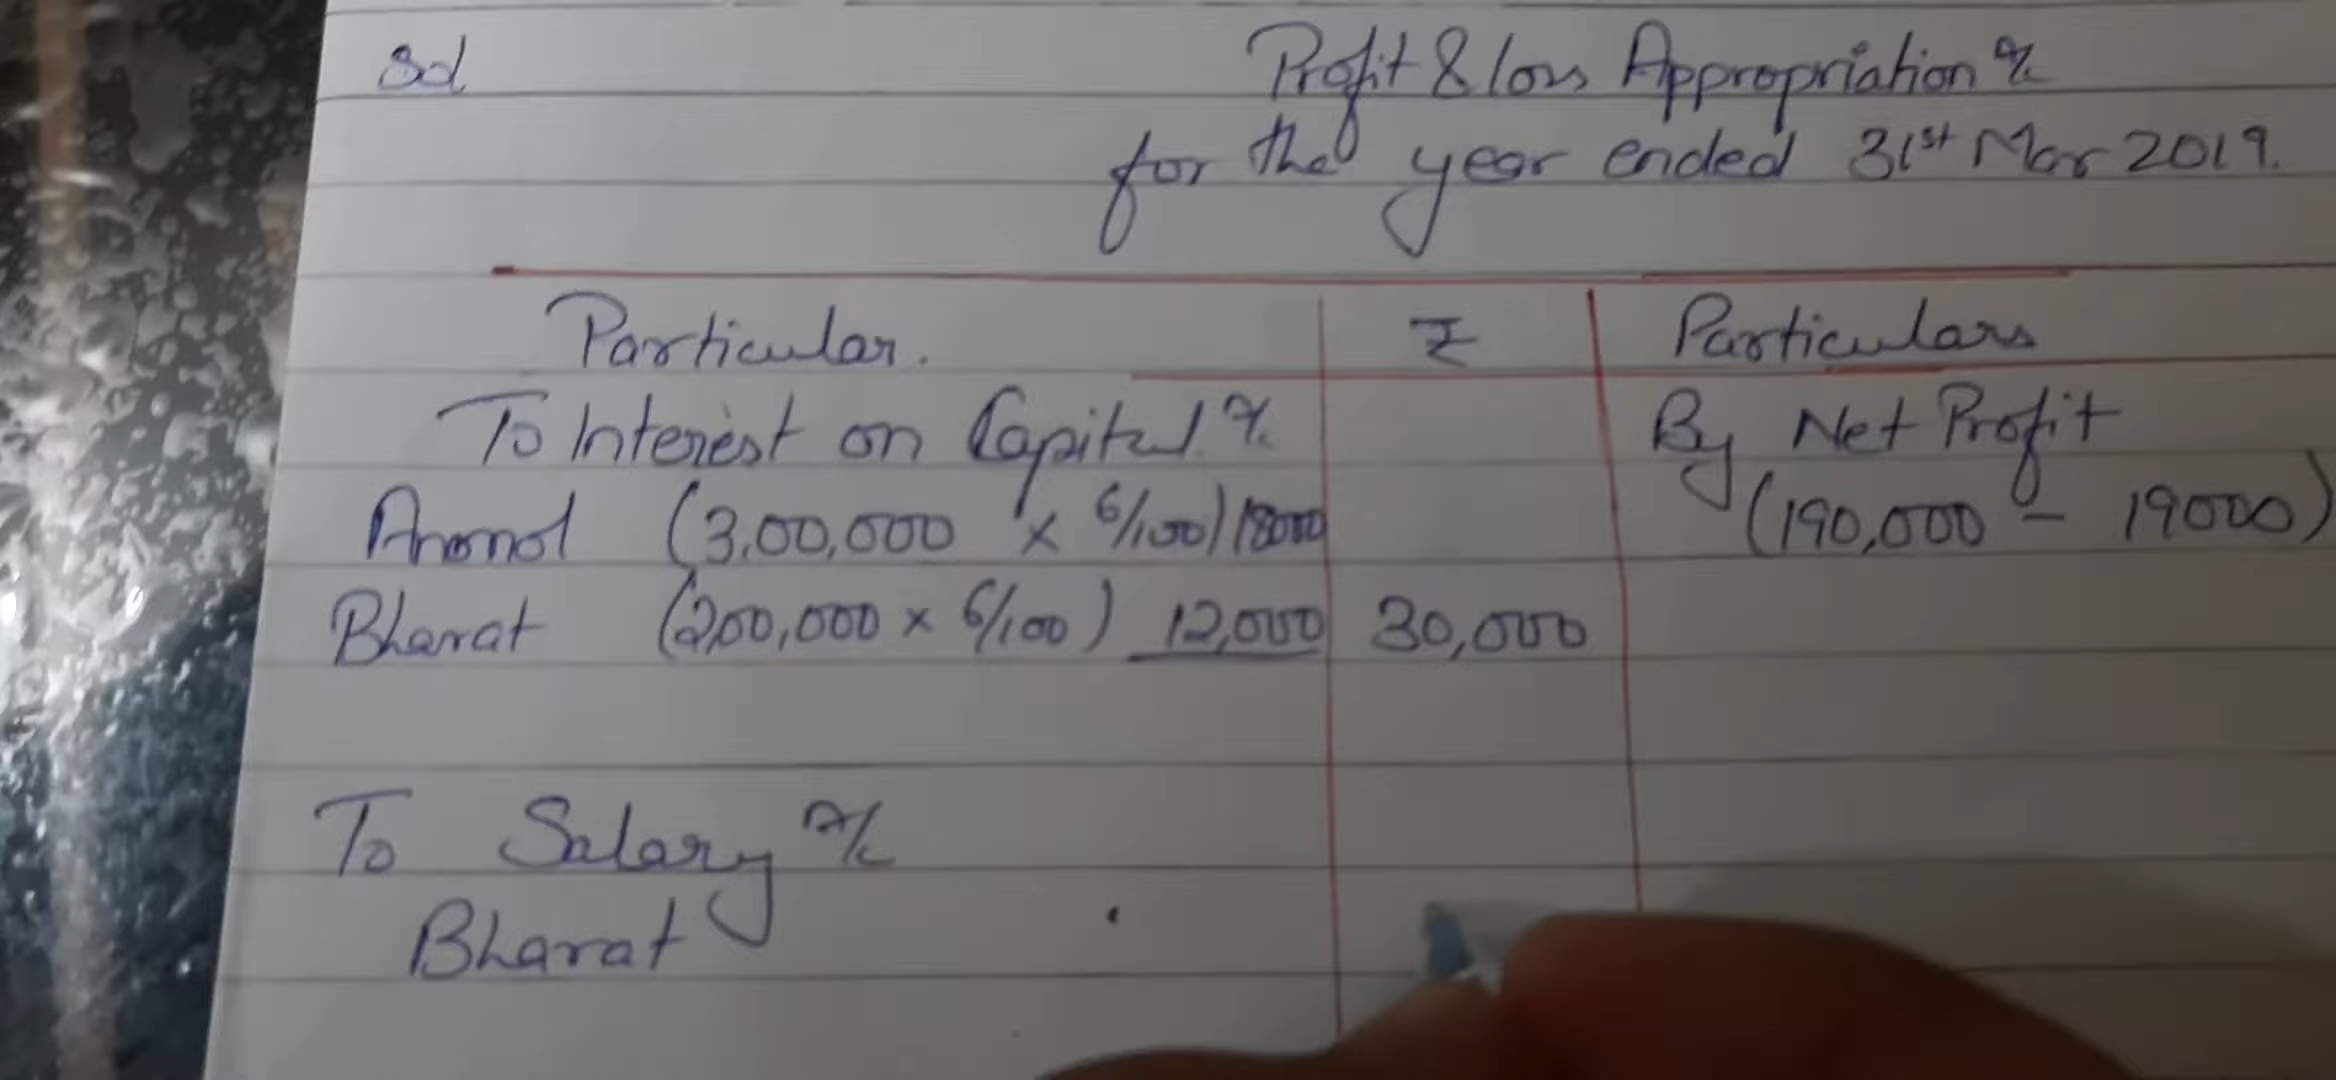 Sol
Profit & loss Appropriation A/c
for the year ended 31st Mar 2019.
Particular. ₹ Particulars
To Interest on Capital A/c By Net Profit
Anmol (3,00,000 x 6/100) 18000 (190,000 - 19000)
Bharat (200,000 x 6/100) 12,000 30,000
To Salary A/c
Bharat